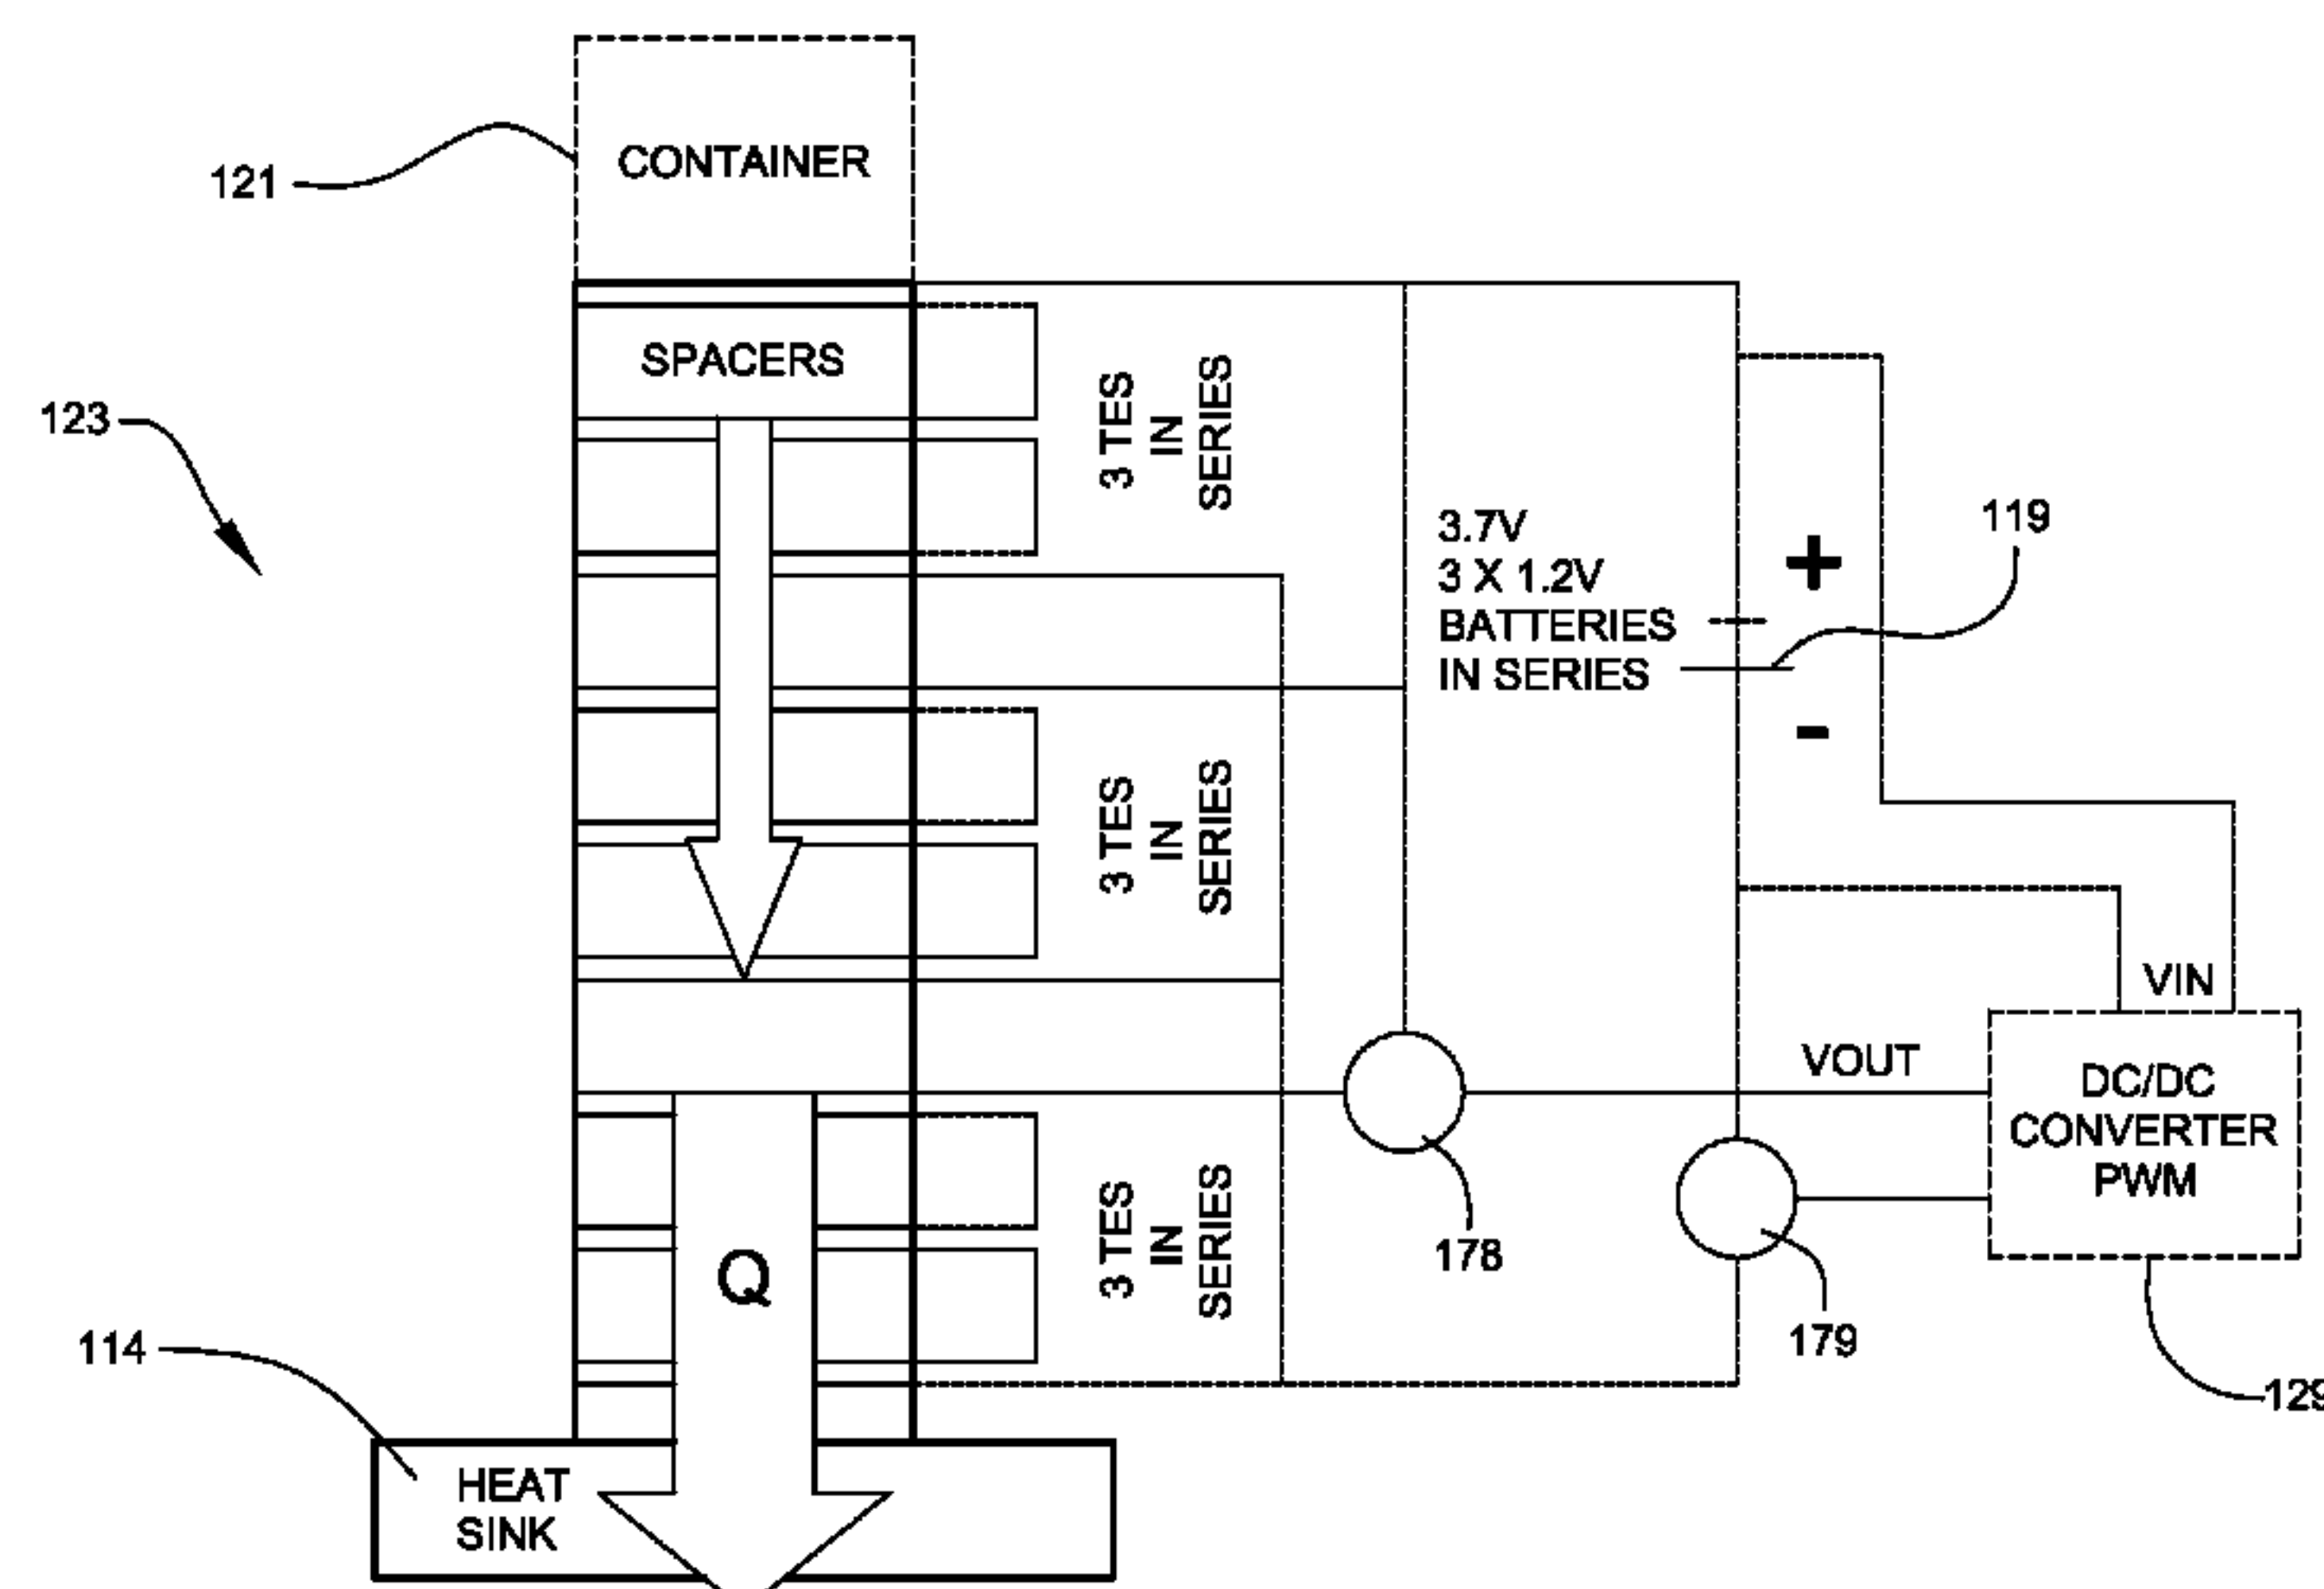 CONTAINER
121
SPACERS
123
3 TES
IN
SERIES
3.7V
3 X 1.2V
BATTERIES
IN SERIES
+
-
119
3 TES
IN
SERIES
VIN
VOUT
DC/DC
CONVERTER
PWM
3 TES
IN
SERIES
178
179
129
Q
114
HEAT
SINK